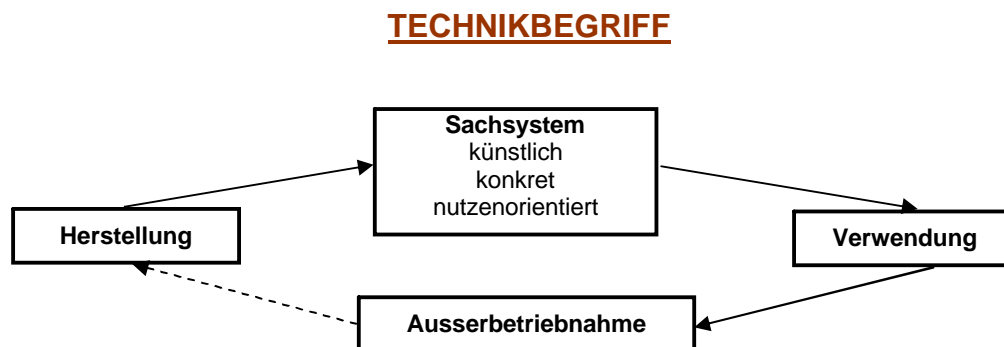 TECHNIKBEGRIFF
Sachsystem
künstlich
konkret
nutzenorientiert
Herstellung
Verwendung
Ausserbetriebnahme